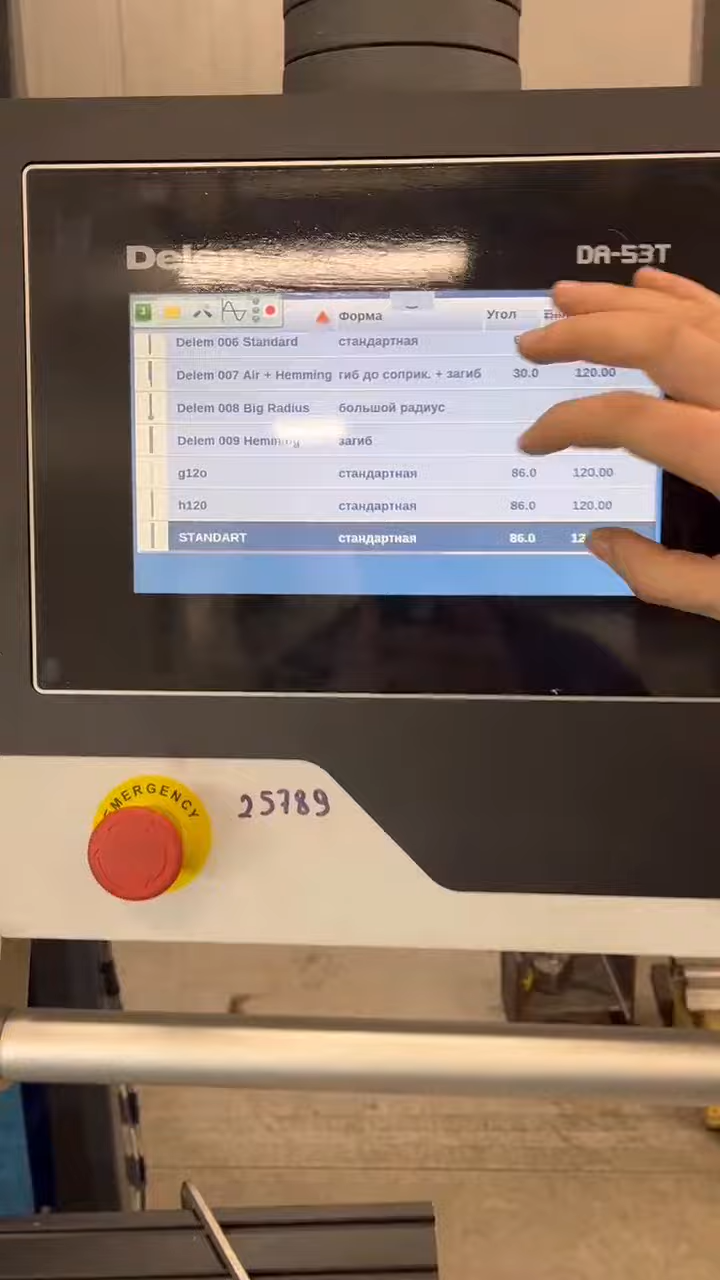 Delem
DA-53T
Форма Угол
Delem 006 Standard стандартная
Delem 007 Air + Hemming гиб до соприк. + загиб 30.0 120.00
Delem 008 Big Radius большой радиус
Delem 009 Hemming загиб
g12o стандартная 86.0 120.00
h120 стандартная 86.0 120.00
STANDART стандартная 86.0
EMERGENCY
25789